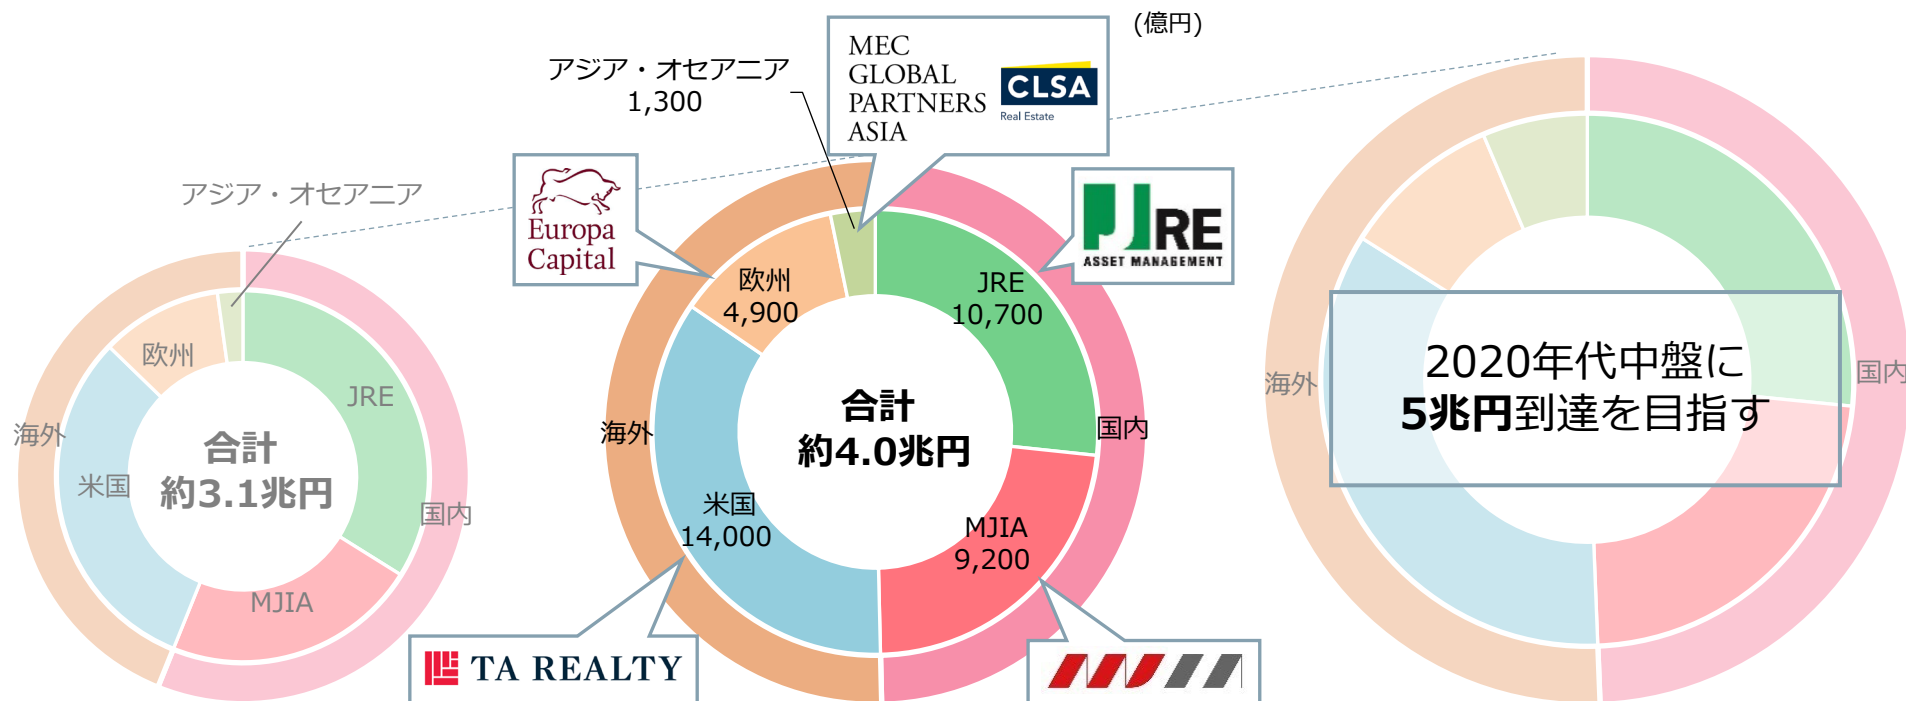 (億円)
アジア・オセアニア
欧州
JRE
海外
合計
約3.1兆円
米国
国内
MJIA
アジア・オセアニア
1,300
MEC
GLOBAL
PARTNERS
ASIA
CLSA
Real Estate
Europa
Capital
JRE
ASSET MANAGEMENT
欧州
4,900
JRE
10,700
海外
合計
約4.0兆円
国内
米国
14,000
MJIA
9,200
TA REALTY
MJIA
海外
2020年代中盤に
5兆円到達を目指す
国内